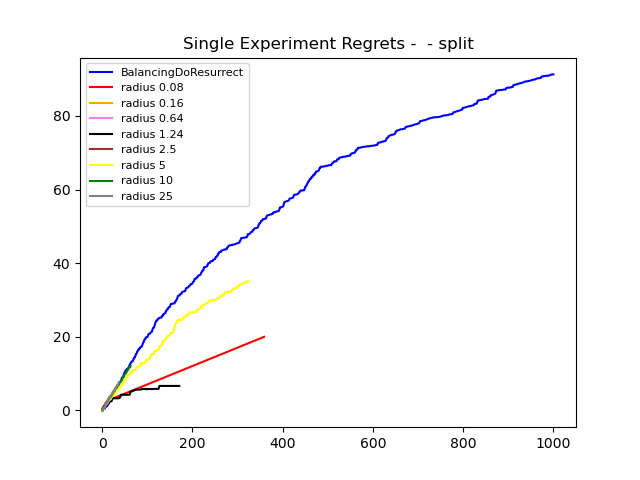 Single Experiment Regrets -  - split
BalancingDoResurrect
radius 0.08
radius 0.16
radius 0.64
radius 1.24
radius 2.5
radius 5
radius 10
radius 25
80
60
40
20
0
0 200 400 600 800 1000